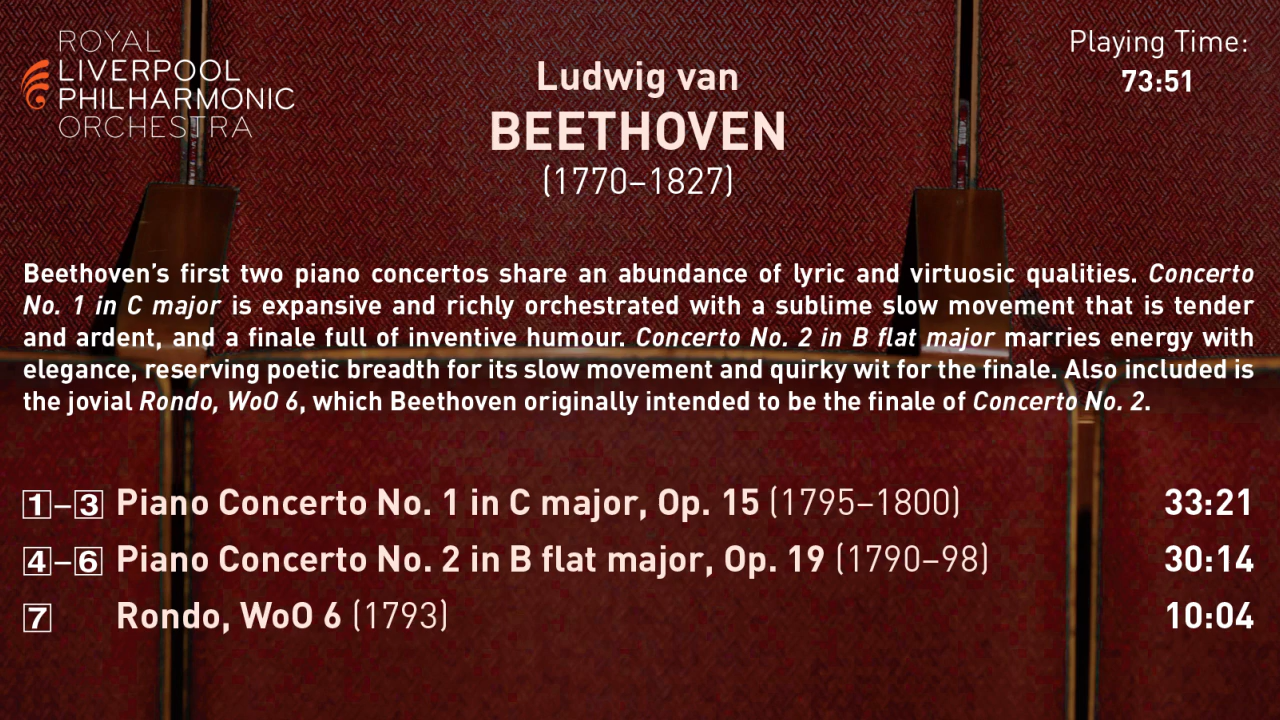 ROYAL
LIVERPOOL
PHILHARMONIC
ORCHESTRA
Ludwig van
BEETHOVEN
(1770–1827)
Playing Time:
73:51
Beethoven’s first two piano concertos share an abundance of lyric and virtuosic qualities. Concerto
No. 1 in C major is expansive and richly orchestrated with a sublime slow movement that is tender
and ardent, and a finale full of inventive humour. Concerto No. 2 in B flat major marries energy with
elegance, reserving poetic breadth for its slow movement and quirky wit for the finale. Also included is
the jovial Rondo, WoO 6, which Beethoven originally intended to be the finale of Concerto No. 2.
1–3 Piano Concerto No. 1 in C major, Op. 15 (1795–1800) 33:21
4–6 Piano Concerto No. 2 in B flat major, Op. 19 (1790–98) 30:14
7 Rondo, WoO 6 (1793) 10:04